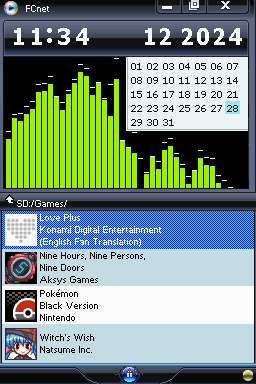 FCnet
11:34 12 2024
01 02 03 04 05 06 07
08 09 10 11 12 13 14
15 16 17 18 19 20 21
22 23 24 25 26 27 28
29 30 31
SD:/Games/
Love Plus
Konami Digital Entertainment
(English Fan Translation)
Nine Hours, Nine Persons,
Nine Doors
Aksys Games
Pokémon
Black Version
Nintendo
Witch's Wish
Natsume Inc.